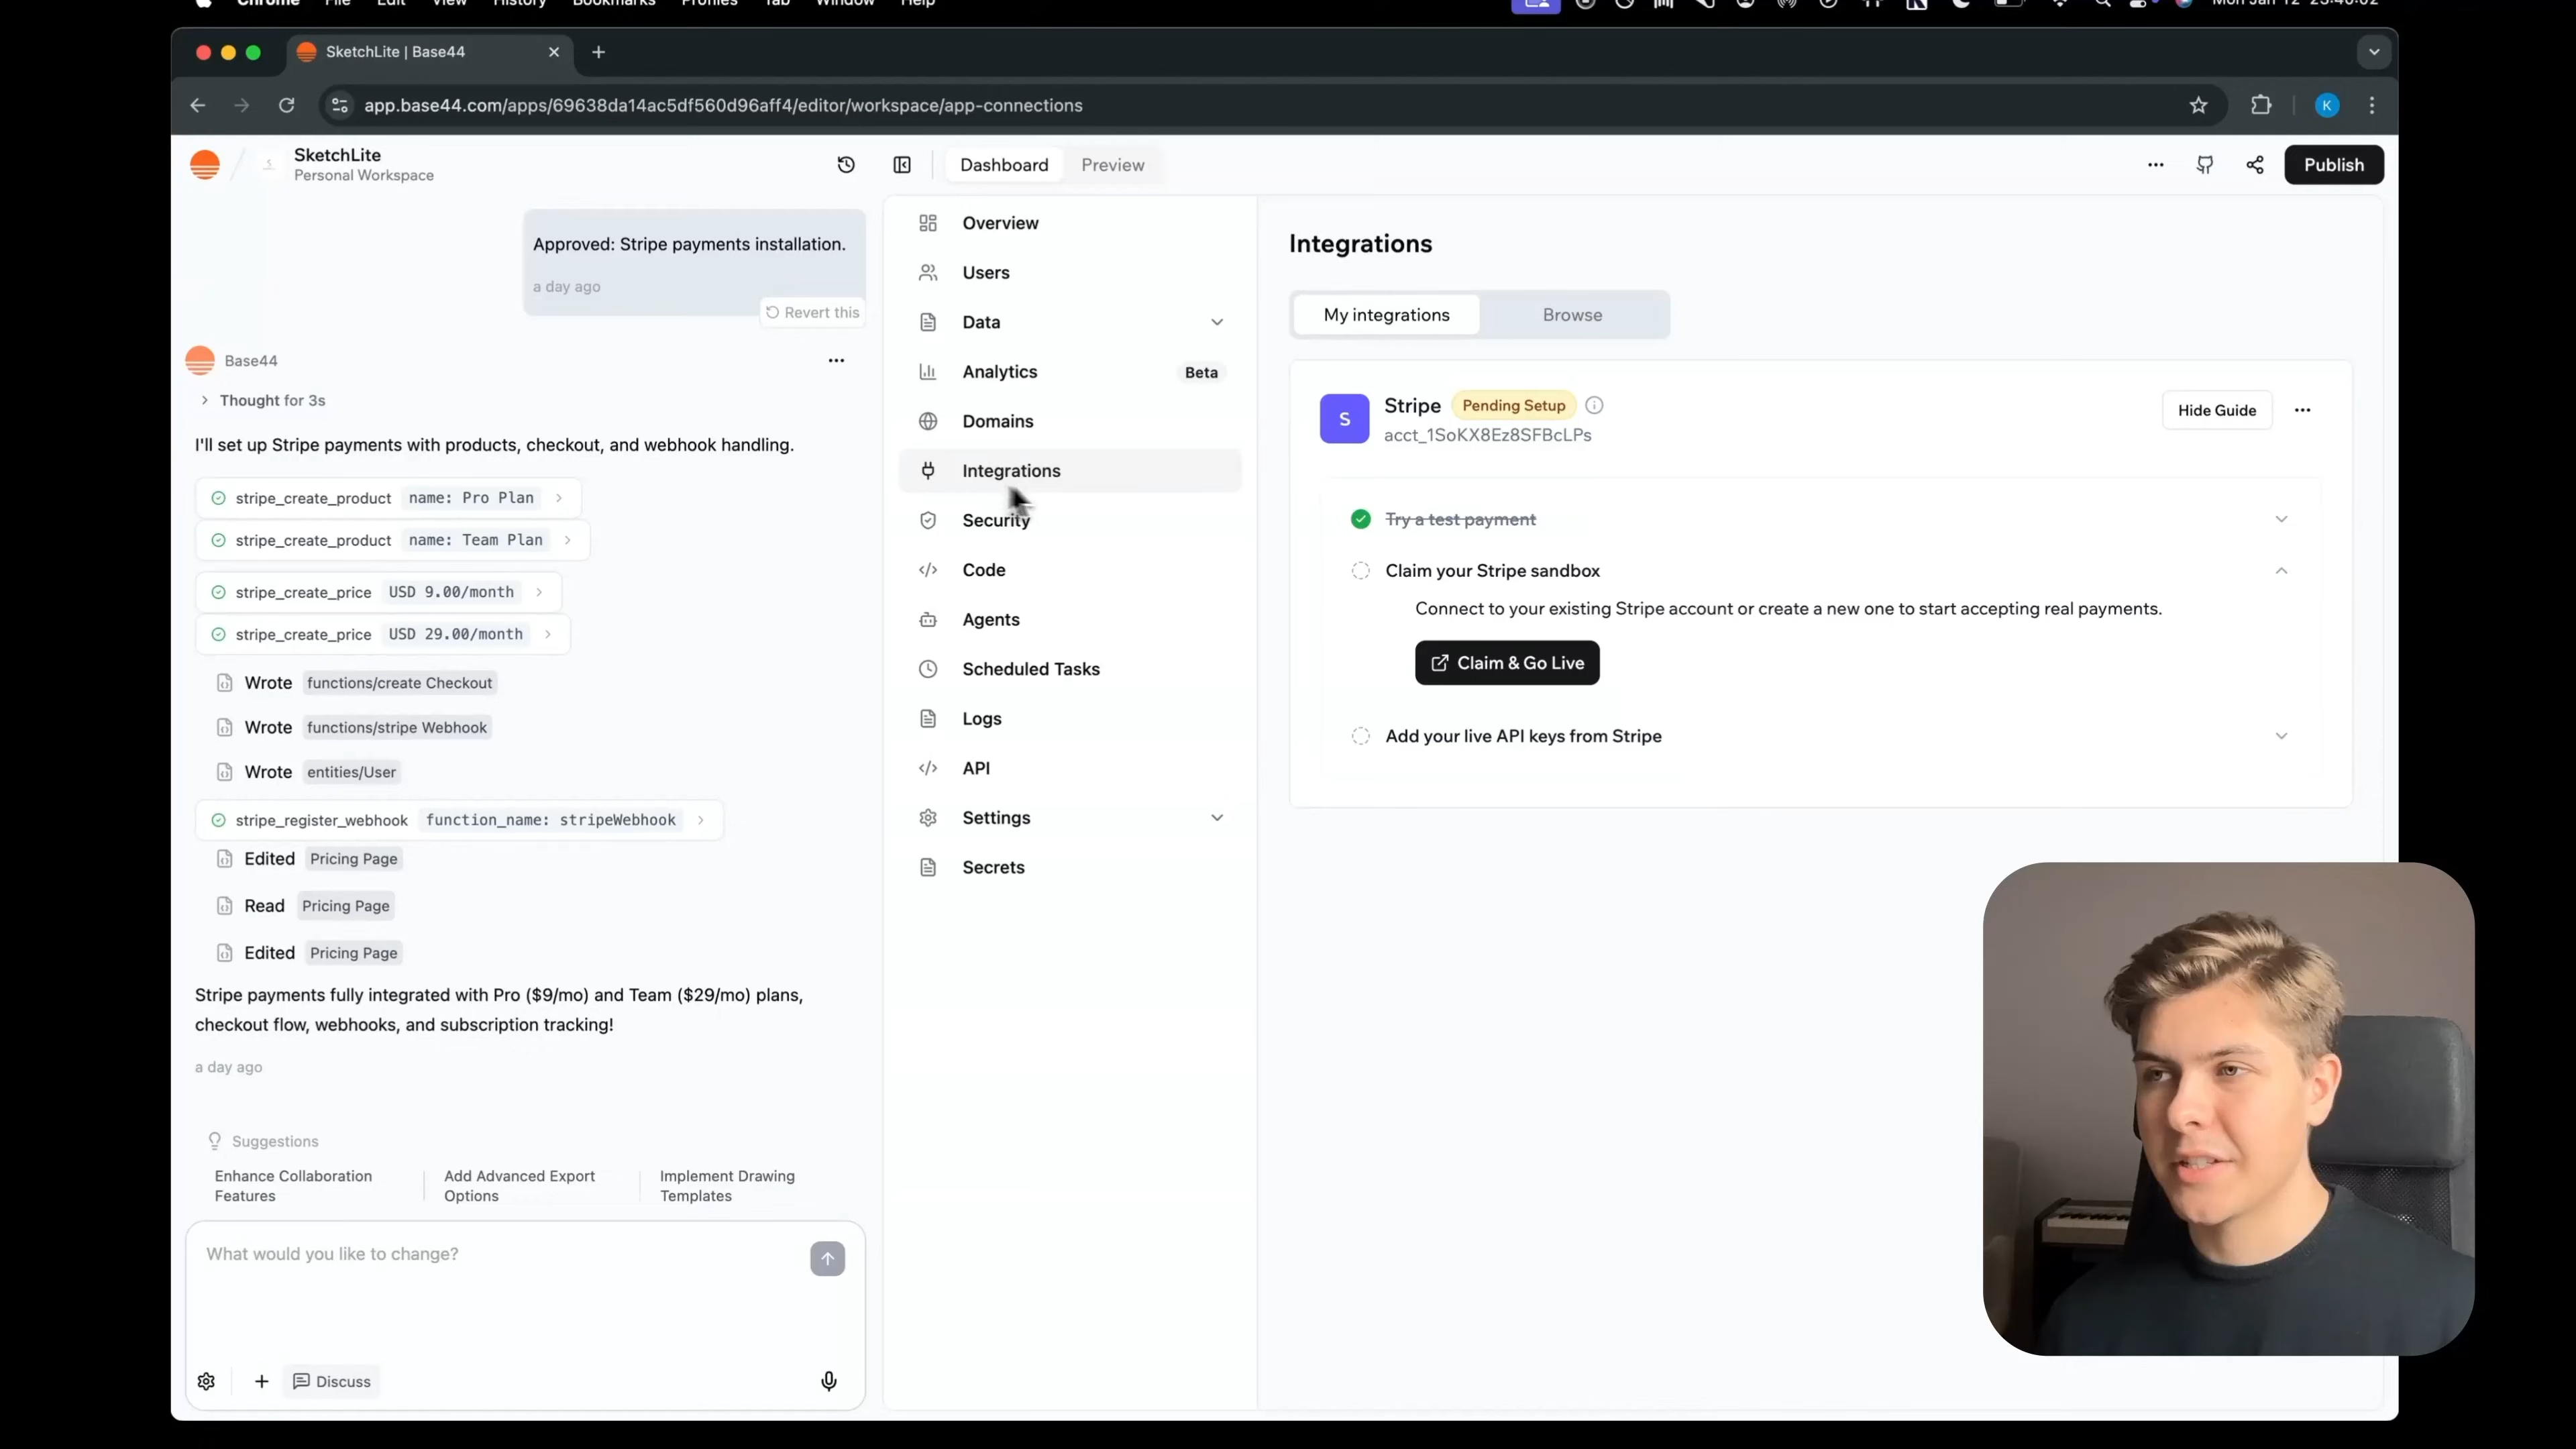 Chrome File Edit View History Bookmarks Profiles Tab Window Help
SketchLite | Base44
app.base44.com/apps/69638da14ac5df560d96aff4/editor/workspace/app-connections
K
SketchLite
Personal Workspace
Dashboard
Preview
Publish
Approved: Stripe payments installation.
a day ago
Revert this
Base44
Thought for 3s
I'll set up Stripe payments with products, checkout, and webhook handling.
stripe_create_product name: Pro Plan
stripe_create_product name: Team Plan
stripe_create_price USD 9.00/month
stripe_create_price USD 29.00/month
Wrote functions/create Checkout
Wrote functions/stripe Webhook
Wrote entities/User
stripe_register_webhook function_name: stripeWebhook
Edited Pricing Page
Read Pricing Page
Edited Pricing Page
Stripe payments fully integrated with Pro ($9/mo) and Team ($29/mo) plans,
checkout flow, webhooks, and subscription tracking!
a day ago
Suggestions
Enhance Collaboration
Features
Add Advanced Export
Options
Implement Drawing
Templates
What would you like to change?
Discuss
Overview
Users
Data
Analytics Beta
Domains
Integrations
Security
Code
Agents
Scheduled Tasks
Logs
API
Settings
Secrets
Integrations
My integrations
Browse
S
Stripe Pending Setup
acct_1SoKX8Ez8SFBcLPs
Hide Guide
Try a test payment
Claim your Stripe sandbox
Connect to your existing Stripe account or create a new one to start accepting real payments.
Claim & Go Live
Add your live API keys from Stripe